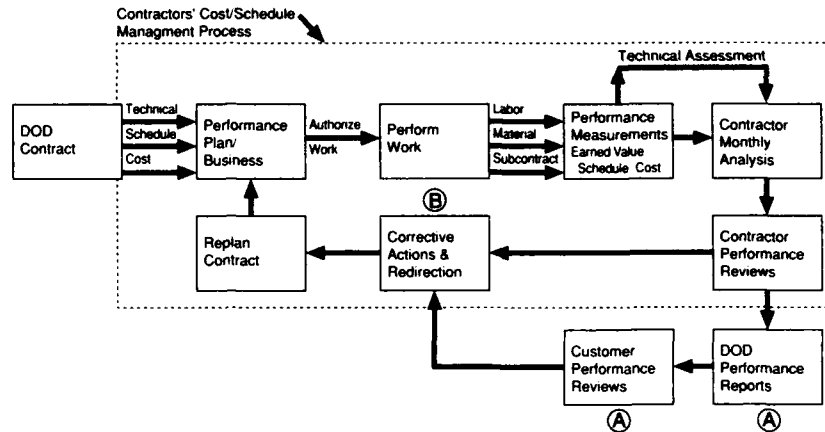 Contractors' Cost/Schedule
Managment Process
Technical Assessment
DOD
Contract
Technical
Schedule
Cost
Performance
Plan/
Business
Authorize
Work
Perform
Work
Labor
Material
Subcontract
Performance
Measurements
Earned Value
Schedule Cost
Contractor
Monthly
Analysis
B
Replan
Contract
Corrective
Actions &
Redirection
Contractor
Performance
Reviews
Customer
Performance
Reviews
DOD
Performance
Reports
A
A